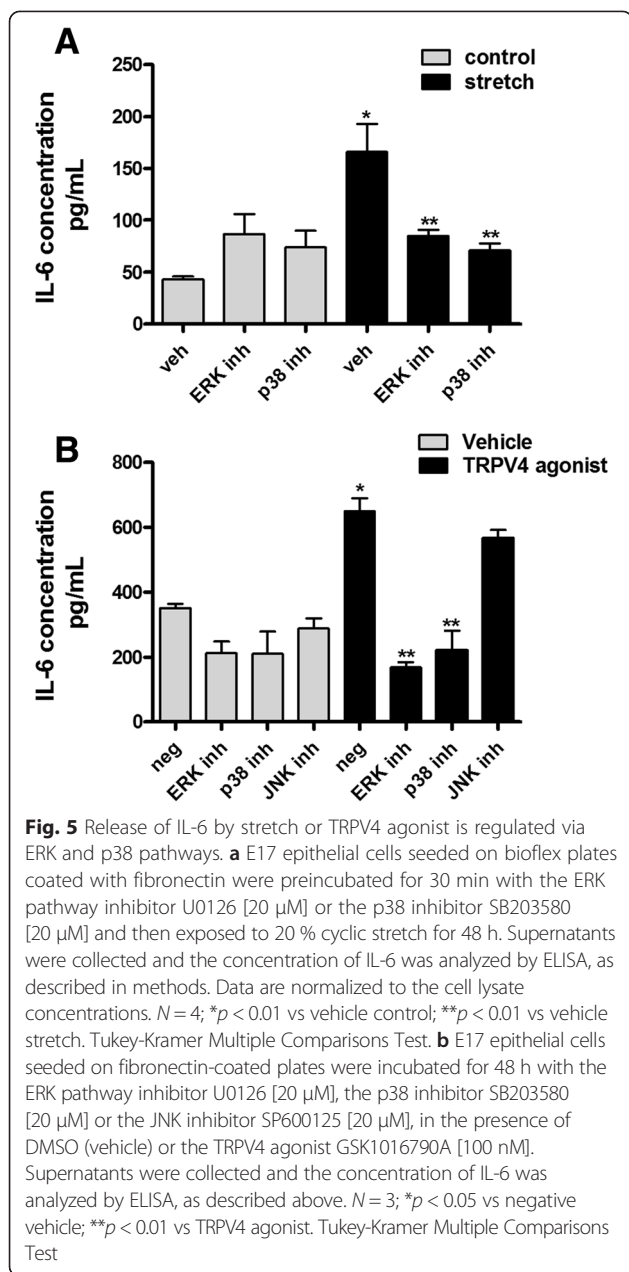 A
control
stretch
250
200
150
100
50
0
IL-6 concentration
pg/mL
*
**
**
veh
ERK inh
p38 inh
veh
ERK inh
p38 inh
B
Vehicle
TRPV4 agonist
800
600
400
200
0
IL-6 concentration
pg/mL
*
**
**
neg
ERK inh
p38 inh
JNK inh
neg
ERK inh
p38 inh
JNK inh
Fig. 5 Release of IL-6 by stretch or TRPV4 agonist is regulated via
ERK and p38 pathways. a E17 epithelial cells seeded on bioflex plates
coated with fibronectin were preincubated for 30 min with the ERK
pathway inhibitor U0126 [20 μM] or the p38 inhibitor SB203580
[20 μM] and then exposed to 20 % cyclic stretch for 48 h. Supernatants
were collected and the concentration of IL-6 was analyzed by ELISA, as
described in methods. Data are normalized to the cell lysate
concentrations. N = 4; *p < 0.01 vs vehicle control; **p < 0.01 vs vehicle
stretch. Tukey-Kramer Multiple Comparisons Test. b E17 epithelial cells
seeded on fibronectin-coated plates were incubated for 48 h with the
ERK pathway inhibitor U0126 [20 μM], the p38 inhibitor SB203580
[20 μM] or the JNK inhibitor SP600125 [20 μM], in the presence of
DMSO (vehicle) or the TRPV4 agonist GSK1016790A [100 nM].
Supernatants were collected and the concentration of IL-6 was
analyzed by ELISA, as described above. N = 3; *p < 0.05 vs negative
vehicle; **p < 0.01 vs TRPV4 agonist. Tukey-Kramer Multiple Comparisons
Test